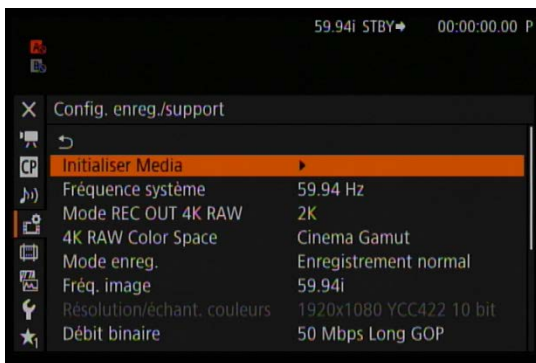 59.94i STBY 00:00:00.00 P
A
B
Config. enreg./support
CP
Initialiser Media
Fréquence système 59.94 Hz
Mode REC OUT 4K RAW 2K
4K RAW Color Space Cinema Gamut
Mode enreg. Enregistrement normal
Fréq. image 59.94i
Résolution/échant. couleurs 1920x1080 YCC422 10 bit
Débit binaire 50 Mbps Long GOP
1